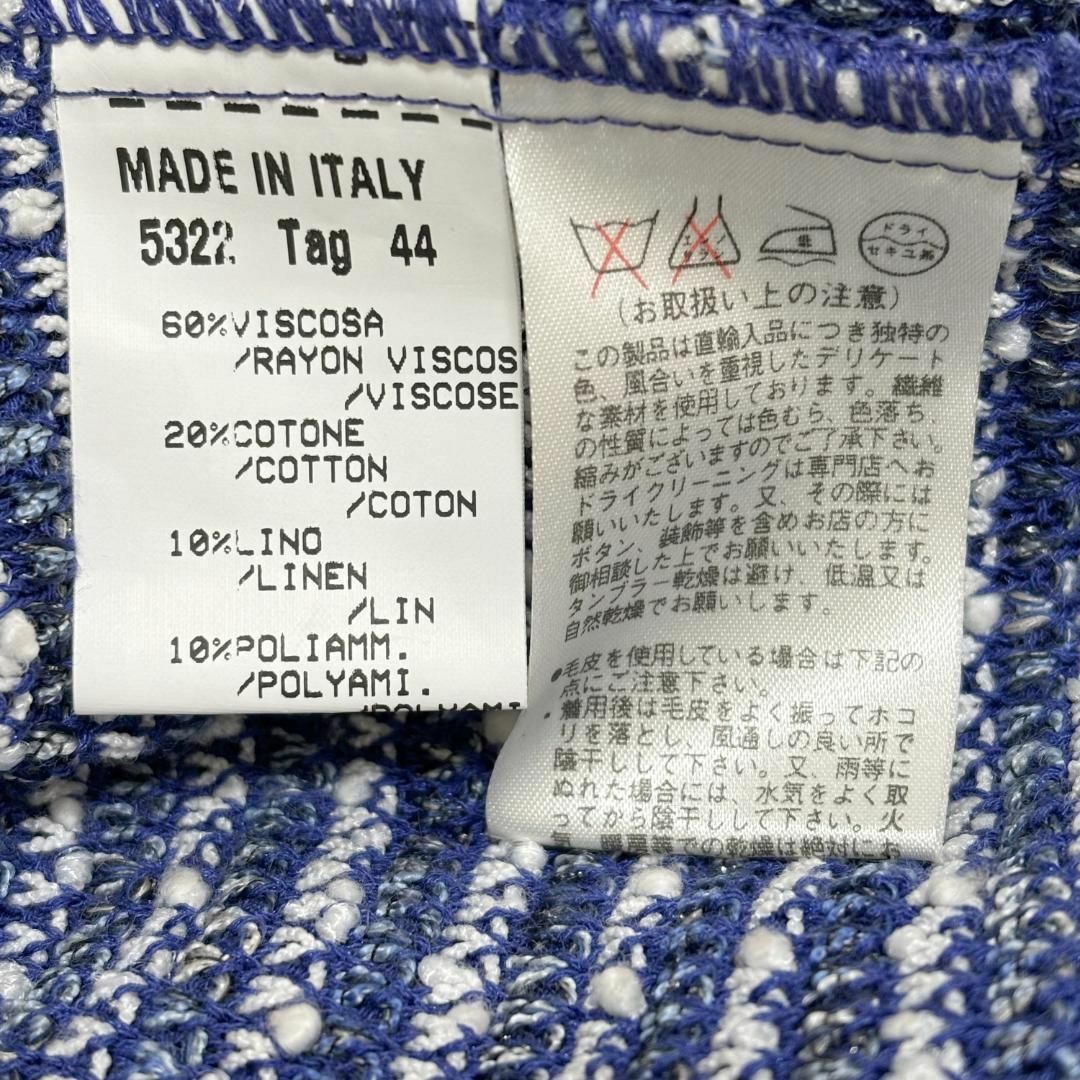 MADE IN ITALY
5322 Tag 44
60%VISCOSA
/RAYON VISCOS
/VISCOSE
20%COTONE
/COTTON
/COTON
10%LINO
/LINEN
/LIN
10%POLIAMM.
/POLYAMI.
/POLYAMI
ドライ
セキユ系
(お取扱い上の注意)
この製品は直輸入品につき独特の
色、風合いを重視したデリケート
な素材を使用しております。繊維
の性質によっては色むら、色落ち、
縮みがございますのでご了承下さい。
ドライクリーニングは専門店へお
願いいたします。又、その際には
ボタン、装飾等を含めお店の方に
御相談した上でお願いいたします。
タンブラー乾燥は避け、低温又は
自然乾燥でお願いします。
●毛皮を使用している場合は下記の
点にご注意下さい。
・着用後は毛皮をよく振ってホコ
リを落とし、風通しの良い所で
陰干しして下さい。又、雨等に
ぬれた場合には、水気をよく取
ってから陰干しして下さい。火
での乾燥は絶対にお